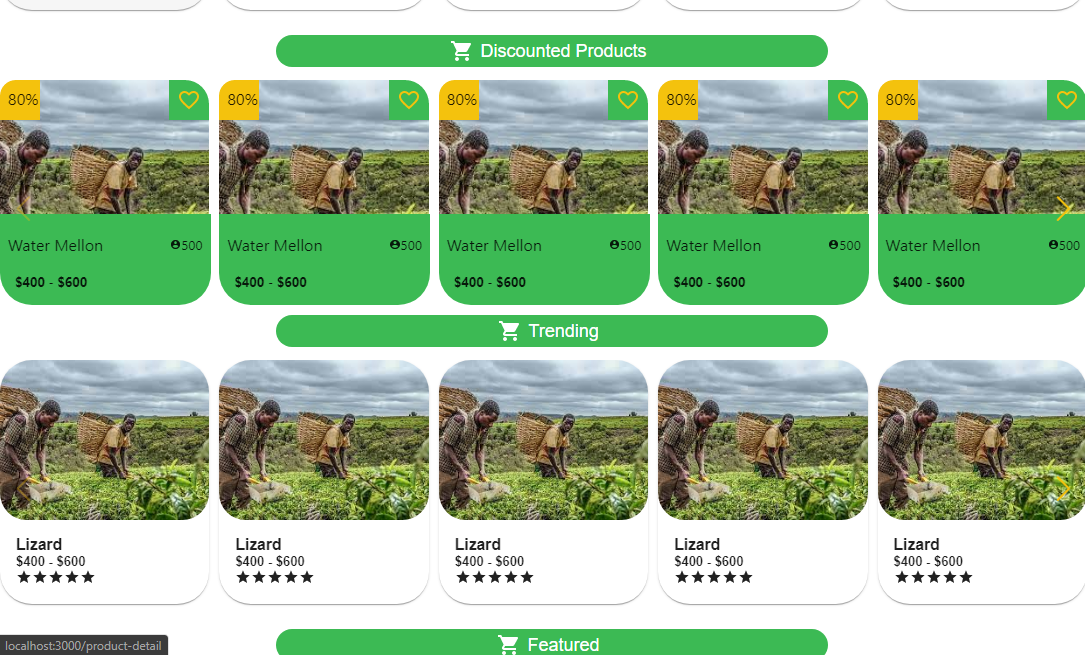 Discounted Products
80% 80% 80% 80% 80%
Water Mellon 500 Water Mellon 500 Water Mellon 500 Water Mellon 500 Water Mellon 500
$400 - $600 $400 - $600 $400 - $600 $400 - $600 $400 - $600
Trending
Lizard Lizard Lizard Lizard Lizard
$400 - $600 $400 - $600 $400 - $600 $400 - $600 $400 - $600
Featured
localhost:3000/product-detail